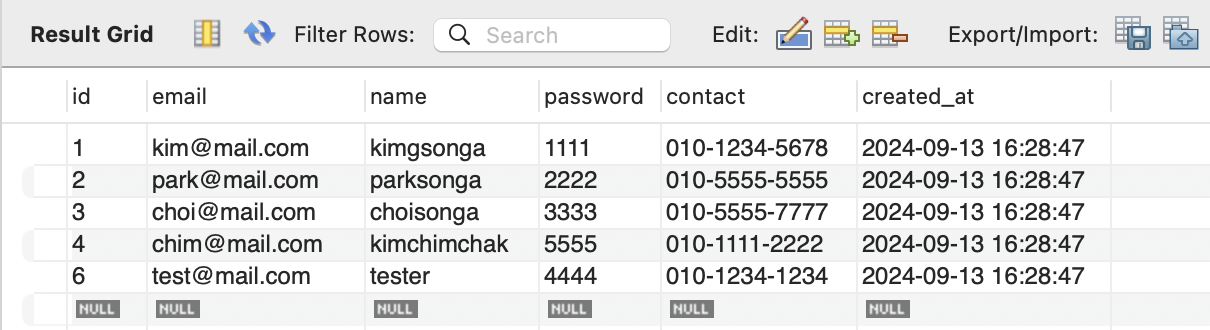 Result Grid Filter Rows: Search Edit: Export/Import:
id email name password contact created_at
1 kim@mail.com kimgsonga 1111 010-1234-5678 2024-09-13 16:28:47
2 park@mail.com parksonga 2222 010-5555-5555 2024-09-13 16:28:47
3 choi@mail.com choisonga 3333 010-5555-7777 2024-09-13 16:28:47
4 chim@mail.com kimchimchak 5555 010-1111-2222 2024-09-13 16:28:47
6 test@mail.com tester 4444 010-1234-1234 2024-09-13 16:28:47
NULL NULL NULL NULL NULL NULL